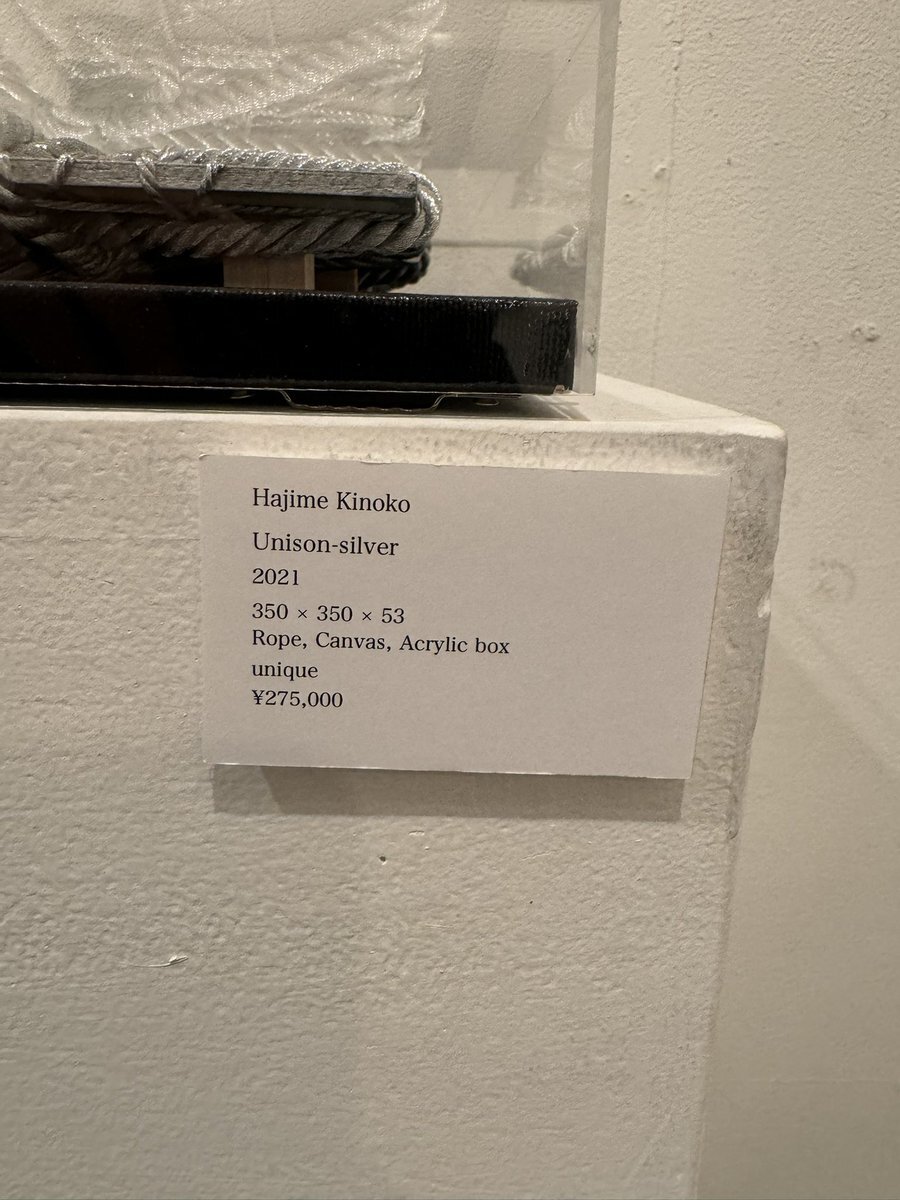 Hajime Kinoko
Unison-silver
2021
350 × 350 × 53
Rope, Canvas, Acrylic box
unique
¥275,000